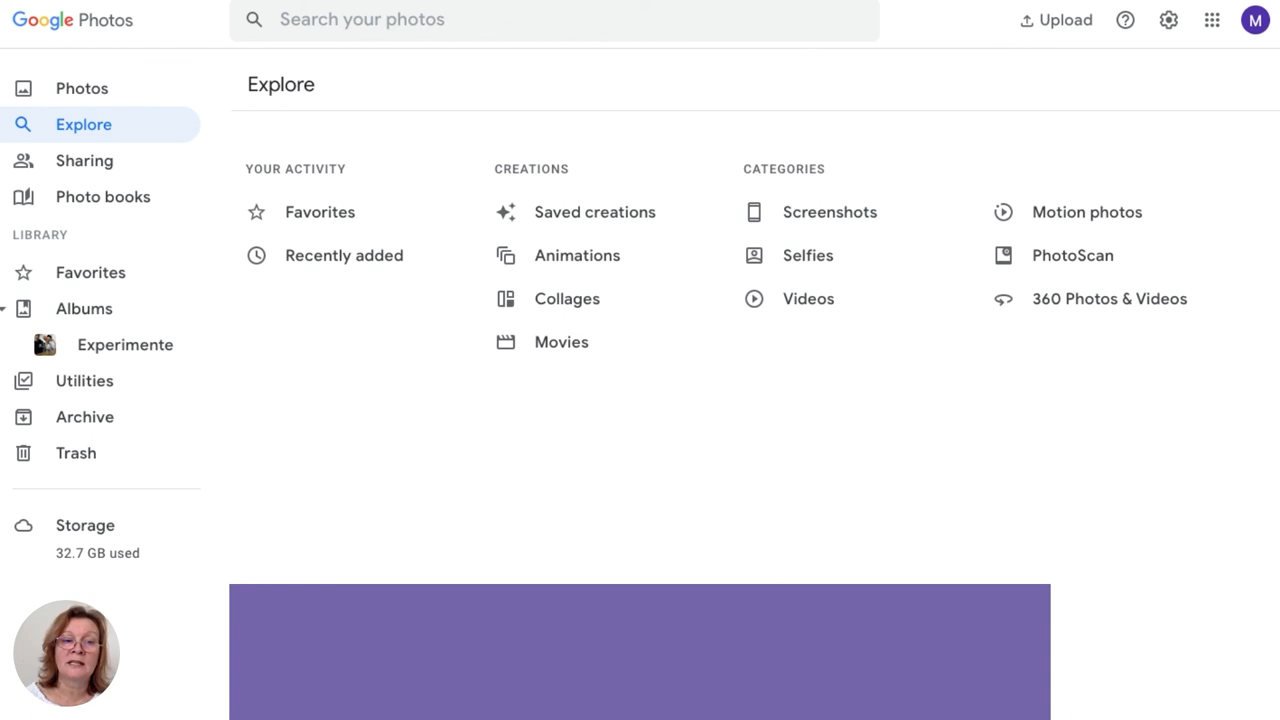 Google Photos
Search your photos
Upload
M
Photos
Explore
Sharing
Photo books
LIBRARY
Favorites
Albums
Experimente
Utilities
Archive
Trash
Storage
32.7 GB used
Explore
YOUR ACTIVITY
Favorites
Recently added
CREATIONS
Saved creations
Animations
Collages
Movies
CATEGORIES
Screenshots
Selfies
Videos
Motion photos
PhotoScan
360 Photos & Videos